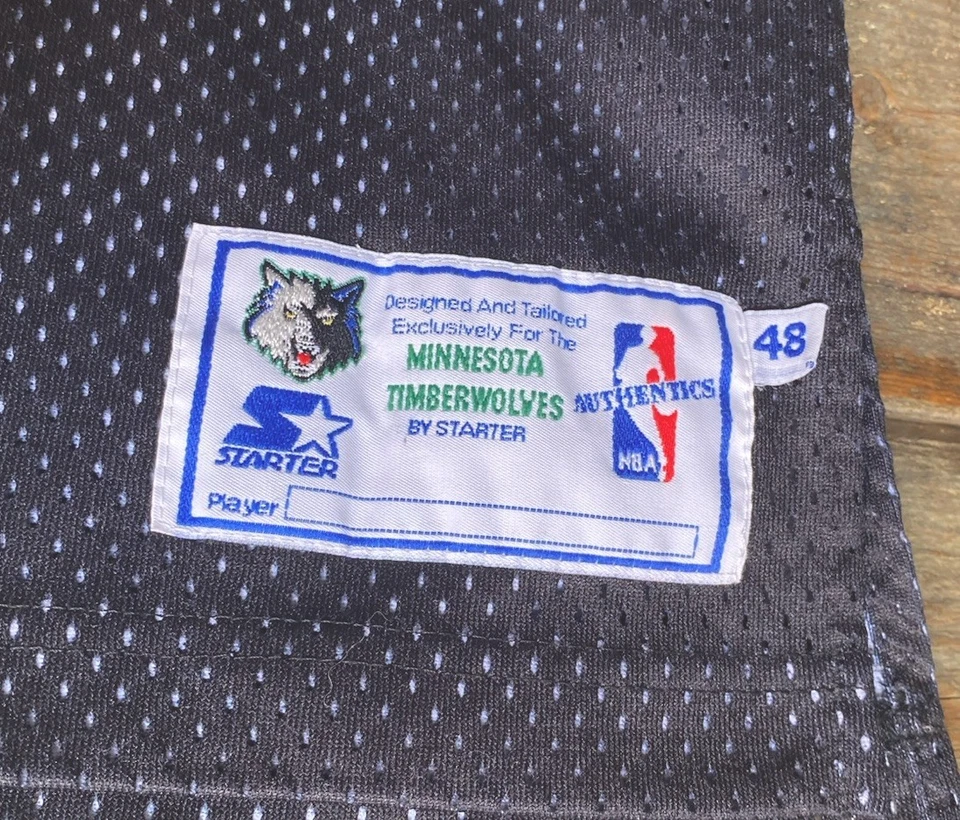 Designed And Tailored
Exclusively For The
MINNESOTA
TIMBERWOLVES
BY STARTER
STARTER
AUTHENTICS
NBA
Player
48